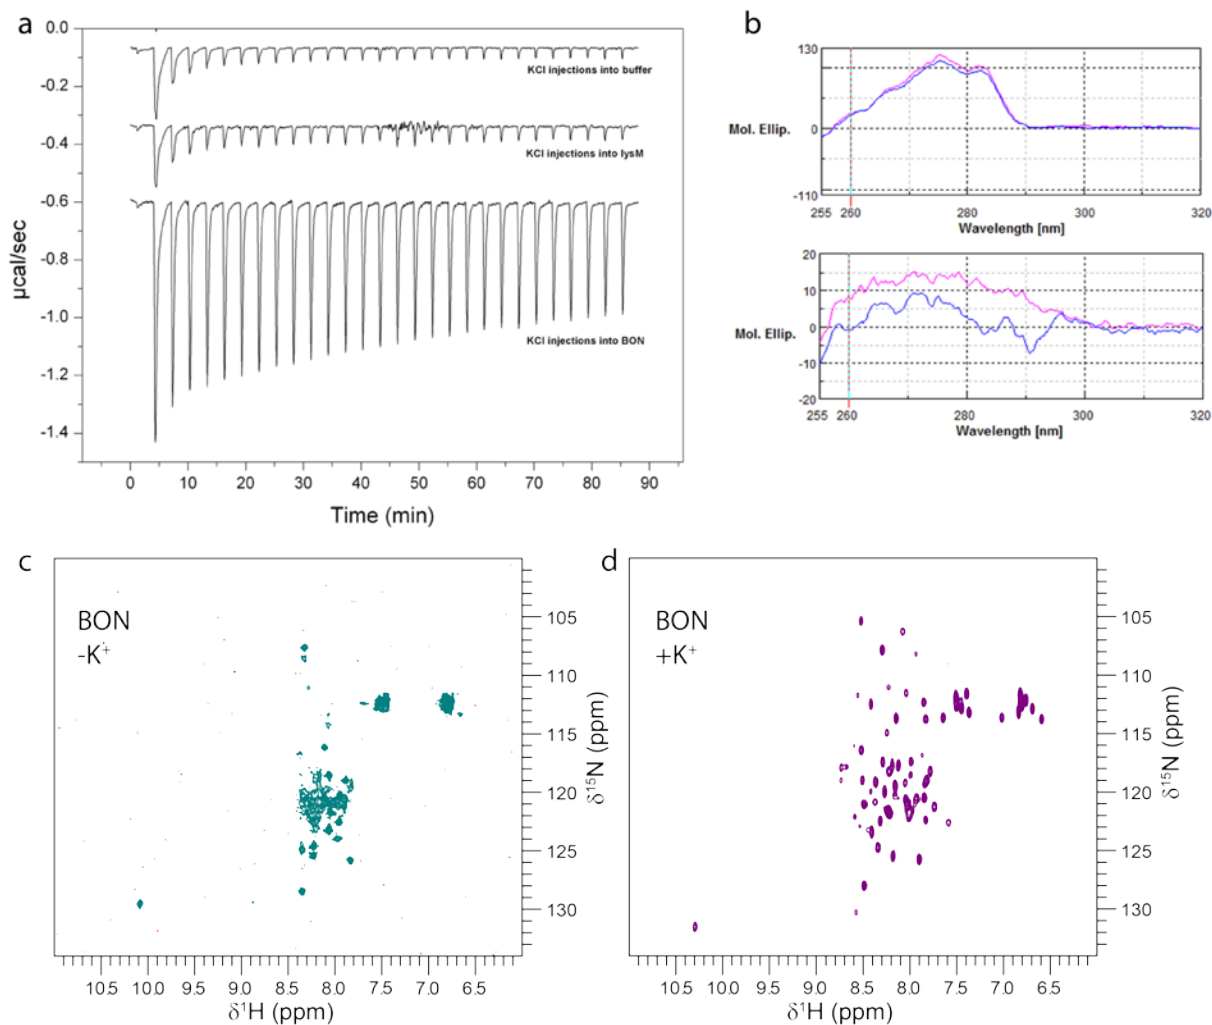 a
0.0
-0.2
-0.4
-0.6
-0.8
-1.0
-1.2
-1.4
μcal/sec
KCl injections into buffer
KCl injections into lysM
KCl injections into BON
0 10 20 30 40 50 60 70 80 90
Time (min)
b
130
0
-110
Mol. Ellip.
255 260 280 300 320
Wavelength [nm]
20
10
0
-10
-20
Mol. Ellip.
255 260 280 300 320
Wavelength [nm]
c
BON
-K+
105
110
115
120
125
130
δ15N (ppm)
10.5 10.0 9.5 9.0 8.5 8.0 7.5 7.0 6.5
δ1H (ppm)
d
BON
+K+
105
110
115
120
125
130
δ15N (ppm)
10.5 10.0 9.5 9.0 8.5 8.0 7.5 7.0 6.5
δ1H (ppm)